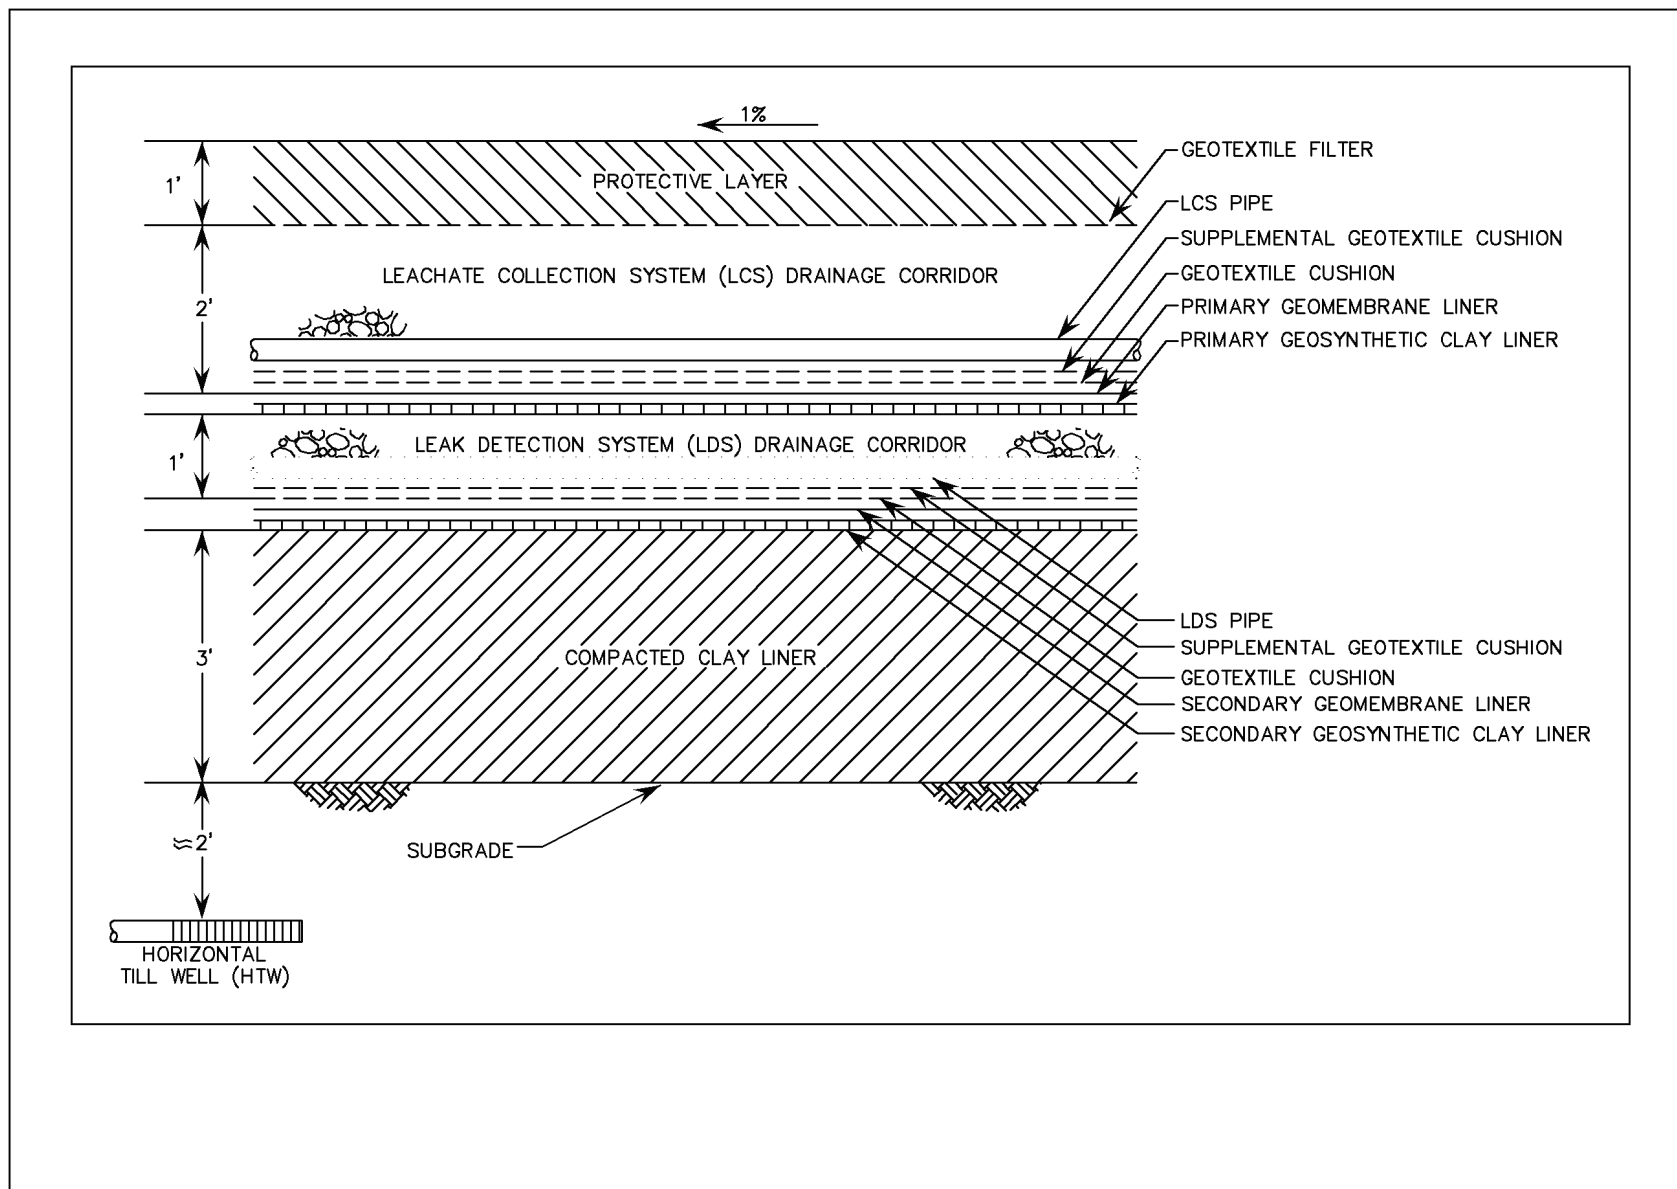 1%
GEOTEXTILE FILTER
1'
PROTECTIVE LAYER
LCS PIPE
SUPPLEMENTAL GEOTEXTILE CUSHION
LEACHATE COLLECTION SYSTEM (LCS) DRAINAGE CORRIDOR
GEOTEXTILE CUSHION
2'
PRIMARY GEOMEMBRANE LINER
PRIMARY GEOSYNTHETIC CLAY LINER
LEAK DETECTION SYSTEM (LDS) DRAINAGE CORRIDOR
1'
LDS PIPE
SUPPLEMENTAL GEOTEXTILE CUSHION
3'
COMPACTED CLAY LINER
GEOTEXTILE CUSHION
SECONDARY GEOMEMBRANE LINER
SECONDARY GEOSYNTHETIC CLAY LINER
≈2'
SUBGRADE
HORIZONTAL
TILL WELL (HTW)